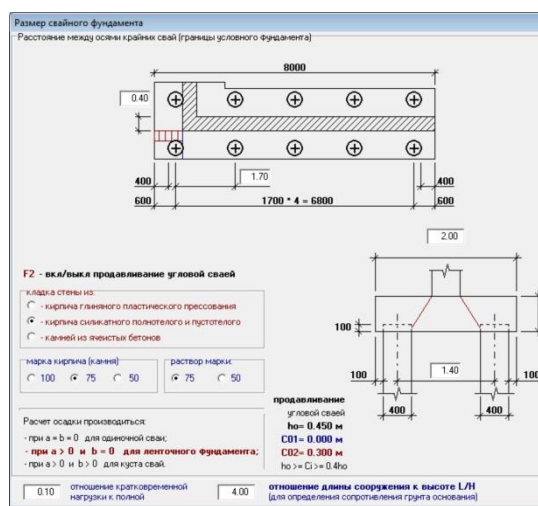 Размер свайного фундамента
Расстояние между осями крайних свай (границы условного фундамента)
8000
0.40
1.70
400
400
600
1700 * 4 = 6800
600
2.00
F2 - вкл/выкл продавливание угловой сваей
кладка стены из:
- кирпича глиняного пластического прессования
- кирпича силикатного полнотелого и пустотелого
- камней из ячеистых бетонов
100
марка кирпича (камня)
100 75 50
раствор марки:
75 50
100
1.40
100
400
400
Расчет осадки производиться:
- при a = b = 0 для одиночной сваи;
- при a > 0 и b = 0 для ленточного фундамента;
- при a > 0 и b > 0 для куста свай.
продавливание
угловой сваей
ho= 0.450 м
C01= 0.000 м
C02= 0.300 м
ho >= Ci >= 0.4ho
0.10 отношение кратковременной
нагрузки к полной
4.00 отношение длины сооружения к высоте L/H
(для определения сопротивления грунта основания)